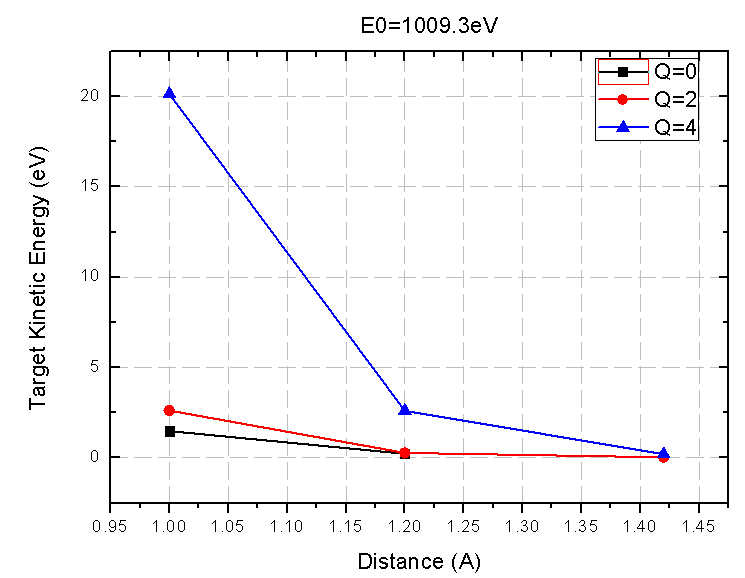 E0=1009.3eV
Q=0
Q=2
Q=4
Target Kinetic Energy (eV)
20
15
10
5
0
0.95 1.00 1.05 1.10 1.15 1.20 1.25 1.30 1.35 1.40 1.45
Distance (A)